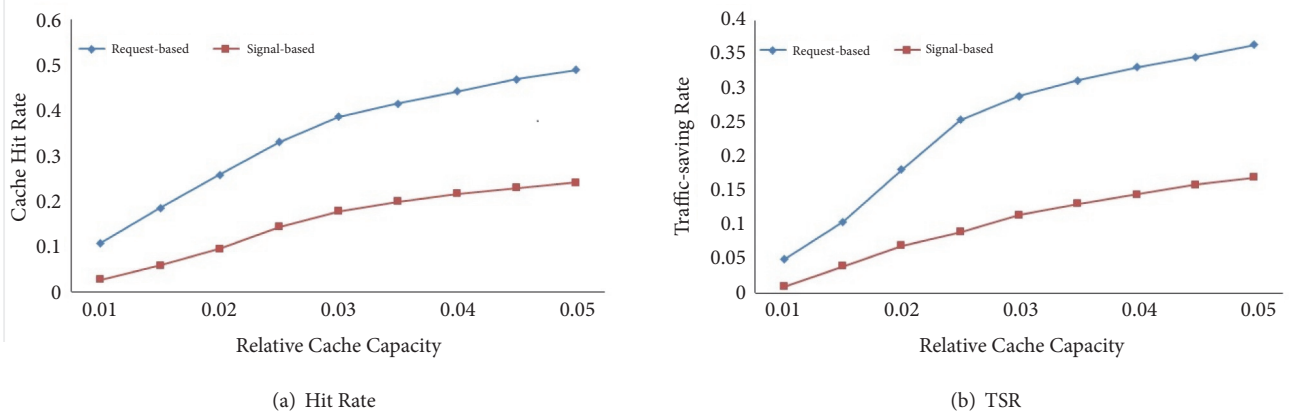 0.6
0.5
0.4
0.3
0.2
0.1
0
Cache Hit Rate
Request-based
Signal-based
0.01
0.02
0.03
0.04
0.05
Relative Cache Capacity
(a) Hit Rate
0.4
0.35
0.3
0.25
0.2
0.15
0.1
0.05
0
Traffic-saving Rate
Request-based
Signal-based
0.01
0.02
0.03
0.04
0.05
Relative Cache Capacity
(b) TSR